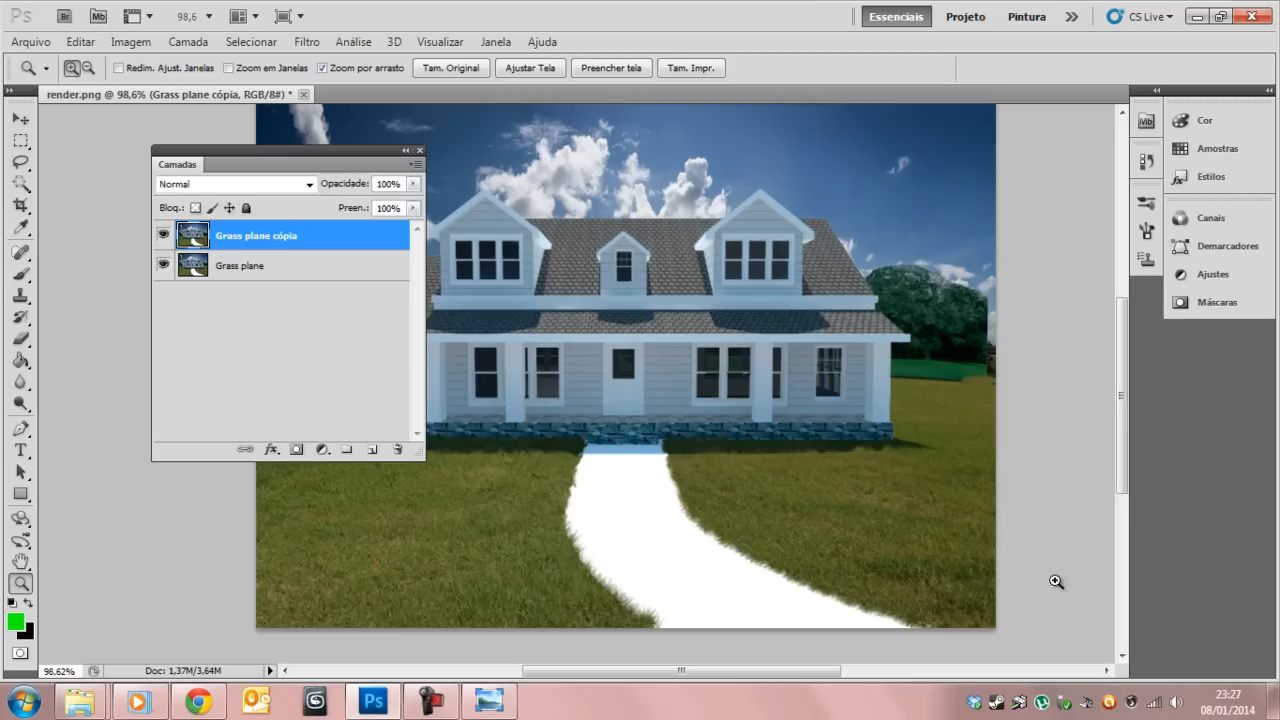 Ps Br Mb 98,6 Essenciais Projeto Pintura CS Live
Arquivo Editar Imagem Camada Selecionar Filtro Análise 3D Visualizar Janela Ajuda
Redim. Ajust. Janelas Zoom em Janelas Zoom por arrasto Tam. Original Ajustar Tela Preencher tela Tam. Impr.
render.png @ 98,6% (Grass plane cópia, RGB/8#) *
Camadas
Normal Opacidade: 100%
Bloq.: Preen.: 100%
Grass plane cópia
Grass plane
fx
Mb
Cor
Amostras
Estilos
Canais
Demarcadores
Ajustes
Máscaras
98,62% Doc: 1,37M/3,64M
Ps
23:27
08/01/2014